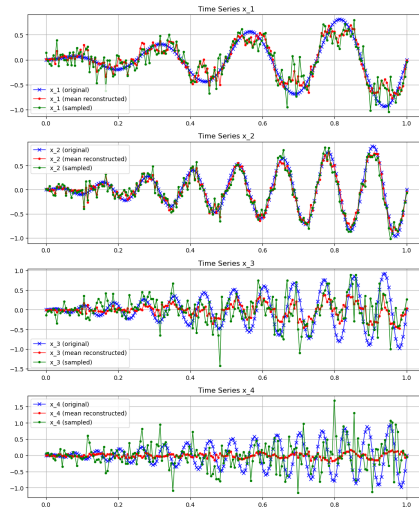 Time Series x_1
0.5
0.0
-0.5
-1.0
x_1 (original)
x_1 (mean reconstructed)
x_1 (sampled)
0.0 0.2 0.4 0.6 0.8 1.0
Time Series x_2
0.5
0.0
-0.5
-1.0
x_2 (original)
x_2 (mean reconstructed)
x_2 (sampled)
0.0 0.2 0.4 0.6 0.8 1.0
Time Series x_3
1.0
0.5
0.0
-0.5
-1.0
-1.5
x_3 (original)
x_3 (mean reconstructed)
x_3 (sampled)
0.0 0.2 0.4 0.6 0.8 1.0
Time Series x_4
1.5
1.0
0.5
0.0
-0.5
-1.0
x_4 (original)
x_4 (mean reconstructed)
x_4 (sampled)
0.0 0.2 0.4 0.6 0.8 1.0